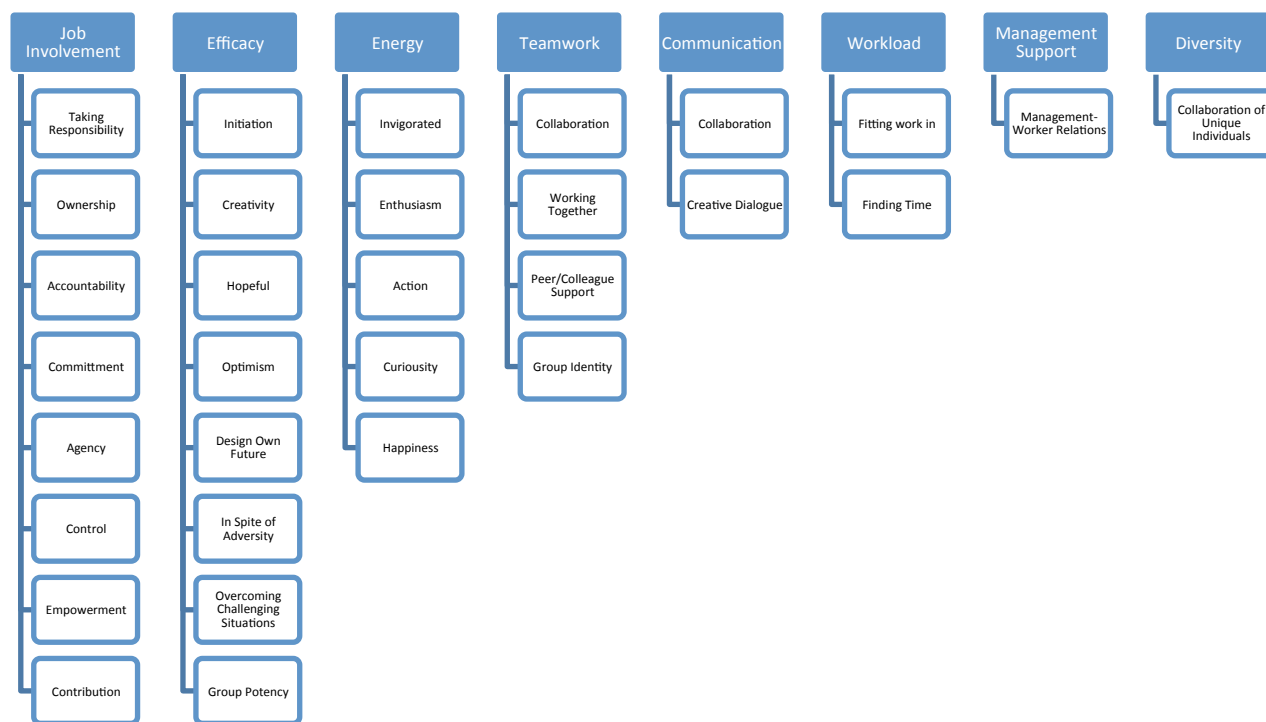 Job
Involvement
Taking
Responsibility
Ownership
Accountability
Committment
Agency
Control
Empowerment
Contribution
Efficacy
Initiation
Creativity
Hopeful
Optimism
Design Own
Future
In Spite of
Adversity
Overcoming
Challenging
Situations
Group Potency
Energy
Invigorated
Enthusiasm
Action
Curiousity
Happiness
Teamwork
Collaboration
Working
Together
Peer/Colleague
Support
Group Identity
Communication
Collaboration
Creative Dialogue
Workload
Fitting work in
Finding Time
Management
Support
Management-
Worker Relations
Diversity
Collaboration of
Unique
Individuals